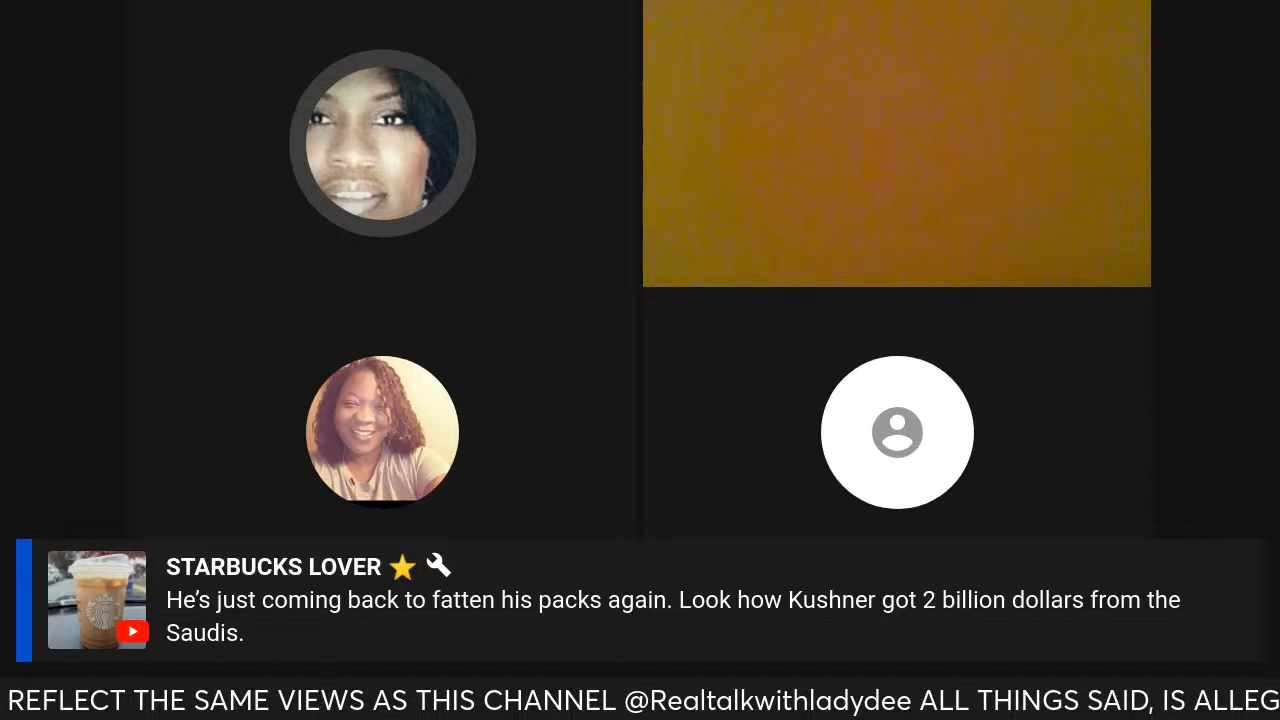 STARBUCKS LOVER ⭐ 🔧
He’s just coming back to fatten his packs again. Look how Kushner got 2 billion dollars from the
Saudis.
REFLECT THE SAME VIEWS AS THIS CHANNEL @Realtalkwithladydee ALL THINGS SAID, IS ALLEG